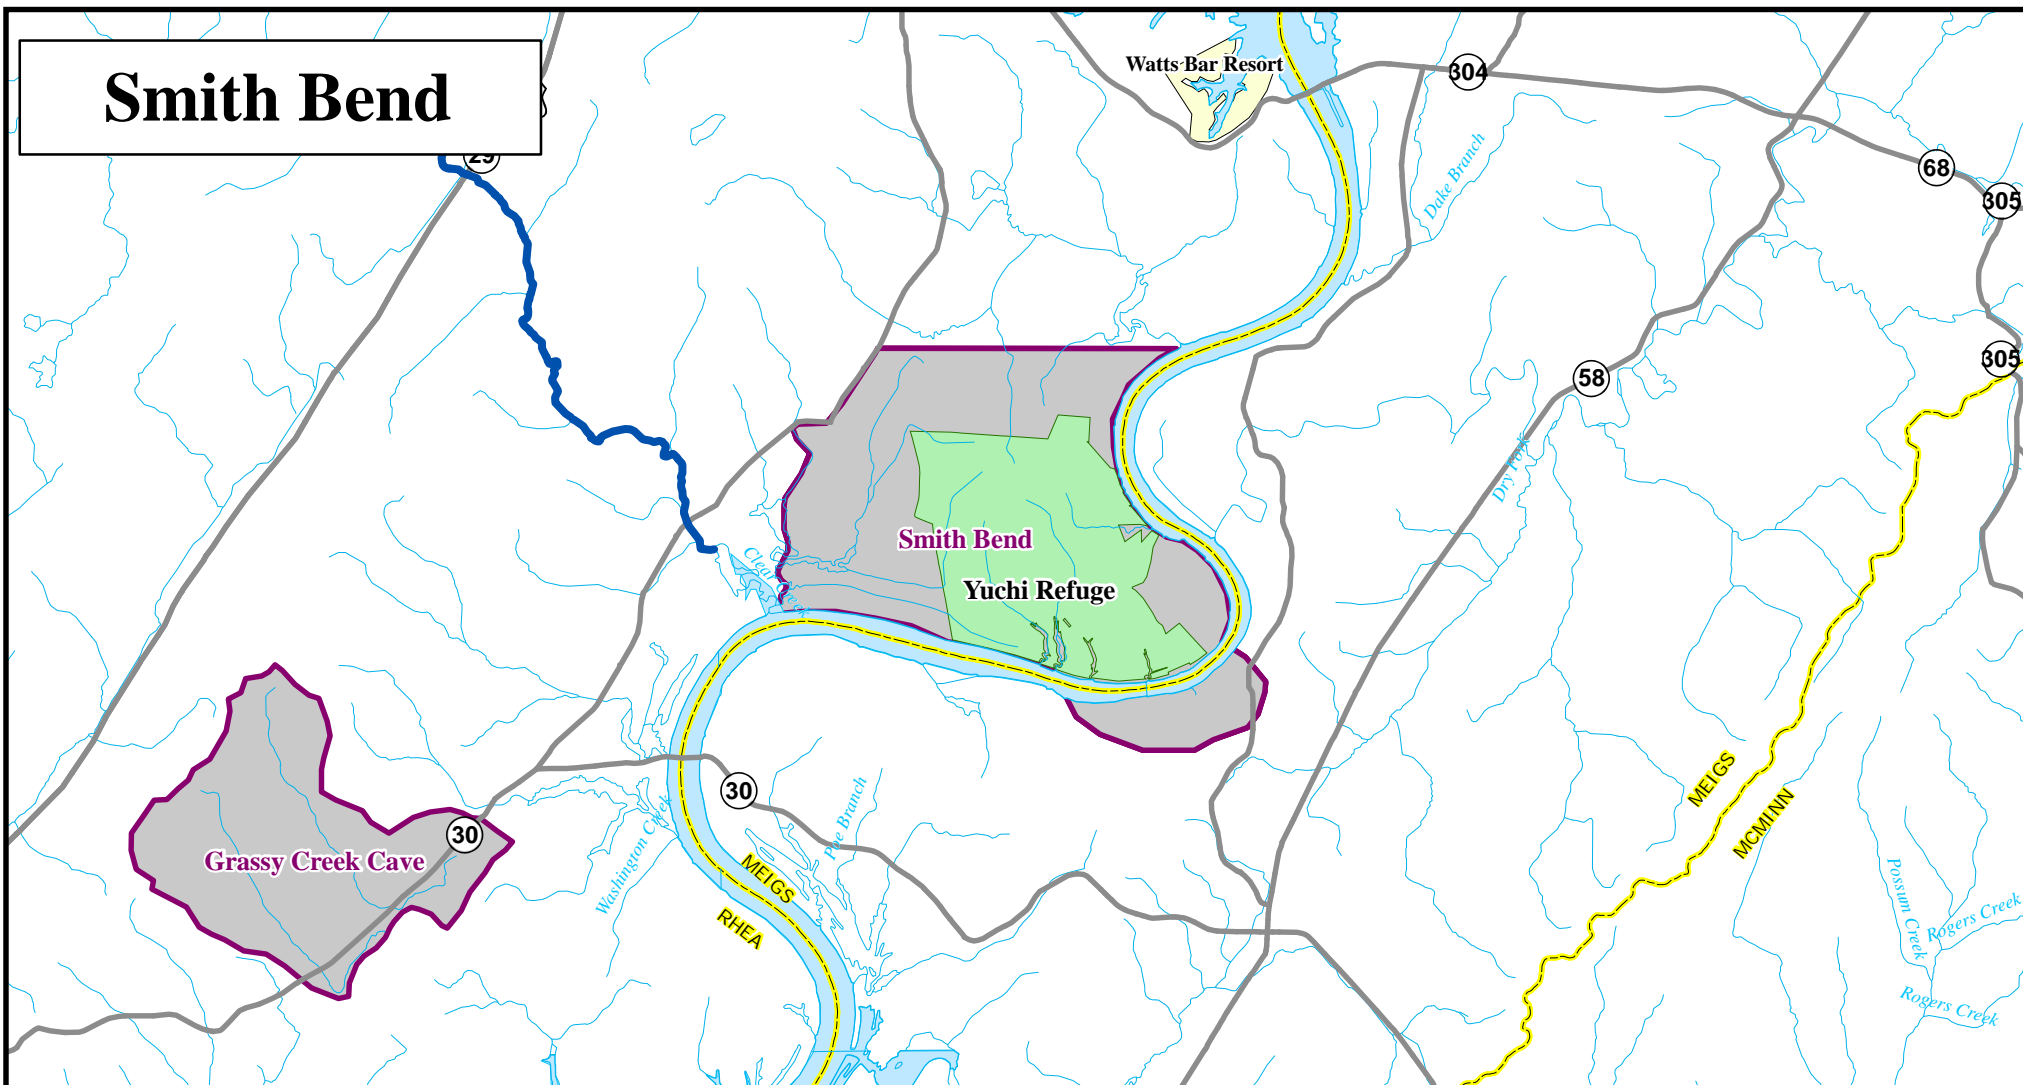 Smith Bend
29
Watts Bar Resort
304
68
305
Dake Branch
305
58
Dry Fork
Smith Bend
Clear Creek
Yuchi Refuge
MEIGS
MCMINN
30
Poe Branch
30
Grassy Creek Cave
Washington Creek
MEIGS
RHEA
Possum Creek
Rogers Creek
Rogers Creek